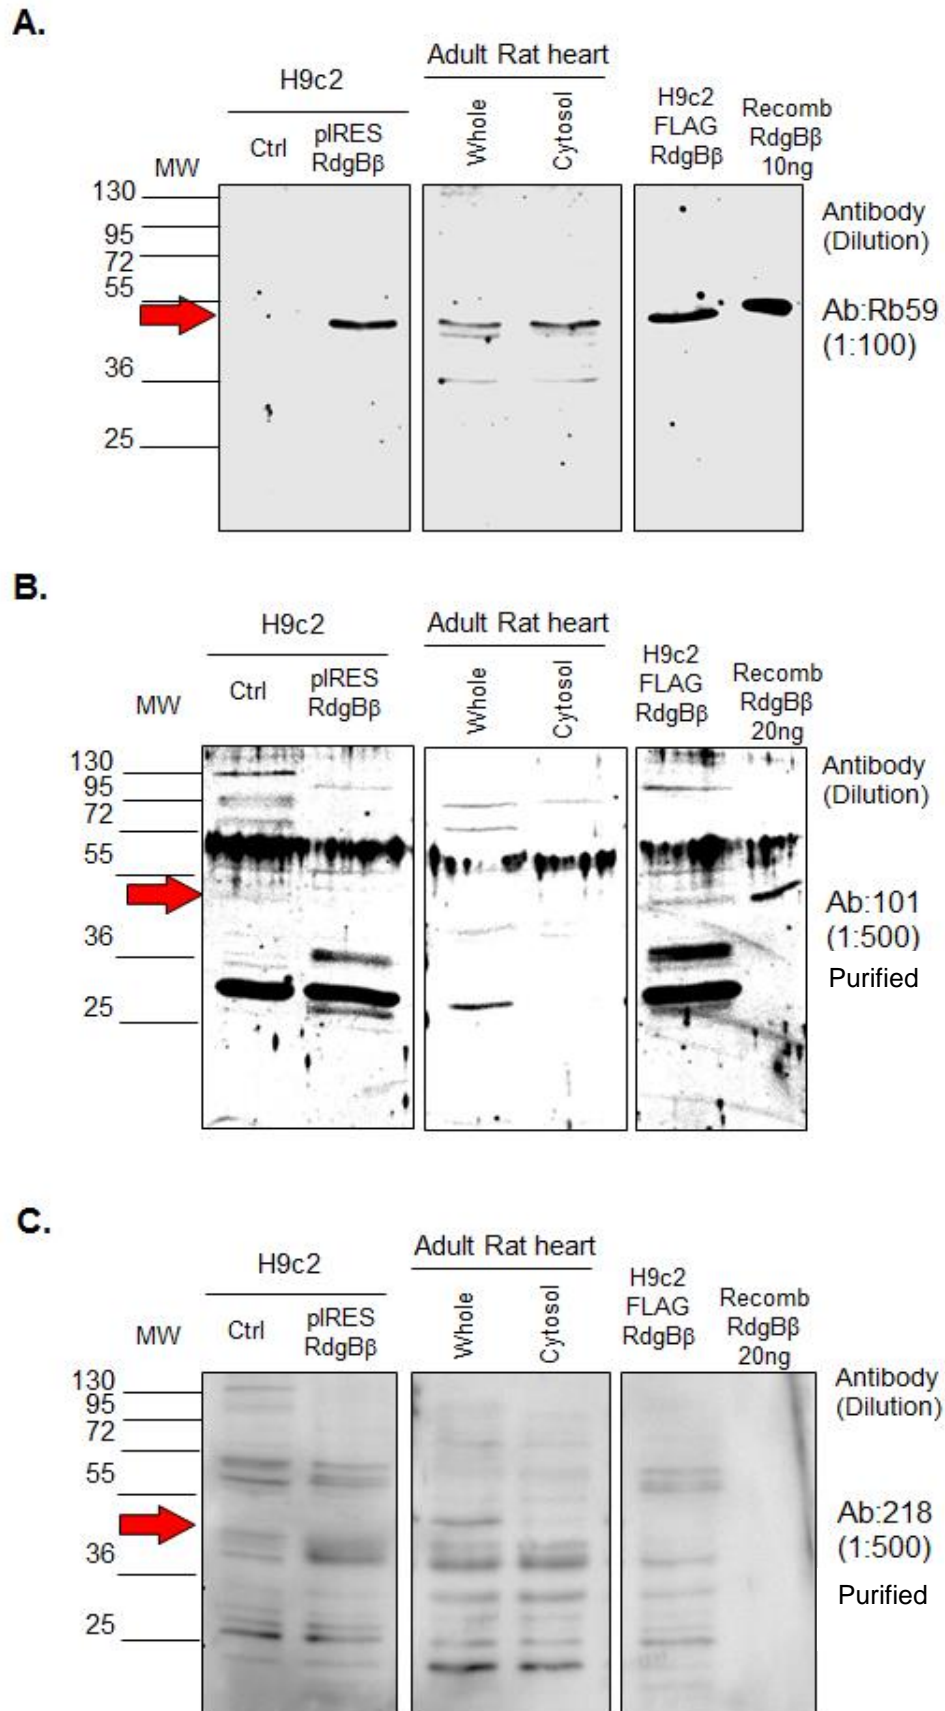 A.
H9c2
Adult Rat heart
MW
Ctrl
pIRES
RdgBβ
Whole
Cytosol
H9c2
FLAG
RdgBβ
Recomb
RdgBβ
10ng
130
95
72
55
36
25
Antibody
(Dilution)
Ab:Rb59
(1:100)
B.
H9c2
Adult Rat heart
MW
Ctrl
pIRES
RdgBβ
Whole
Cytosol
H9c2
FLAG
RdgBβ
Recomb
RdgBβ
20ng
130
95
72
55
36
25
Antibody
(Dilution)
Ab:101
(1:500)
Purified
C.
H9c2
Adult Rat heart
MW
Ctrl
pIRES
RdgBβ
Whole
Cytosol
H9c2
FLAG
RdgBβ
Recomb
RdgBβ
20ng
130
95
72
55
36
25
Antibody
(Dilution)
Ab:218
(1:500)
Purified